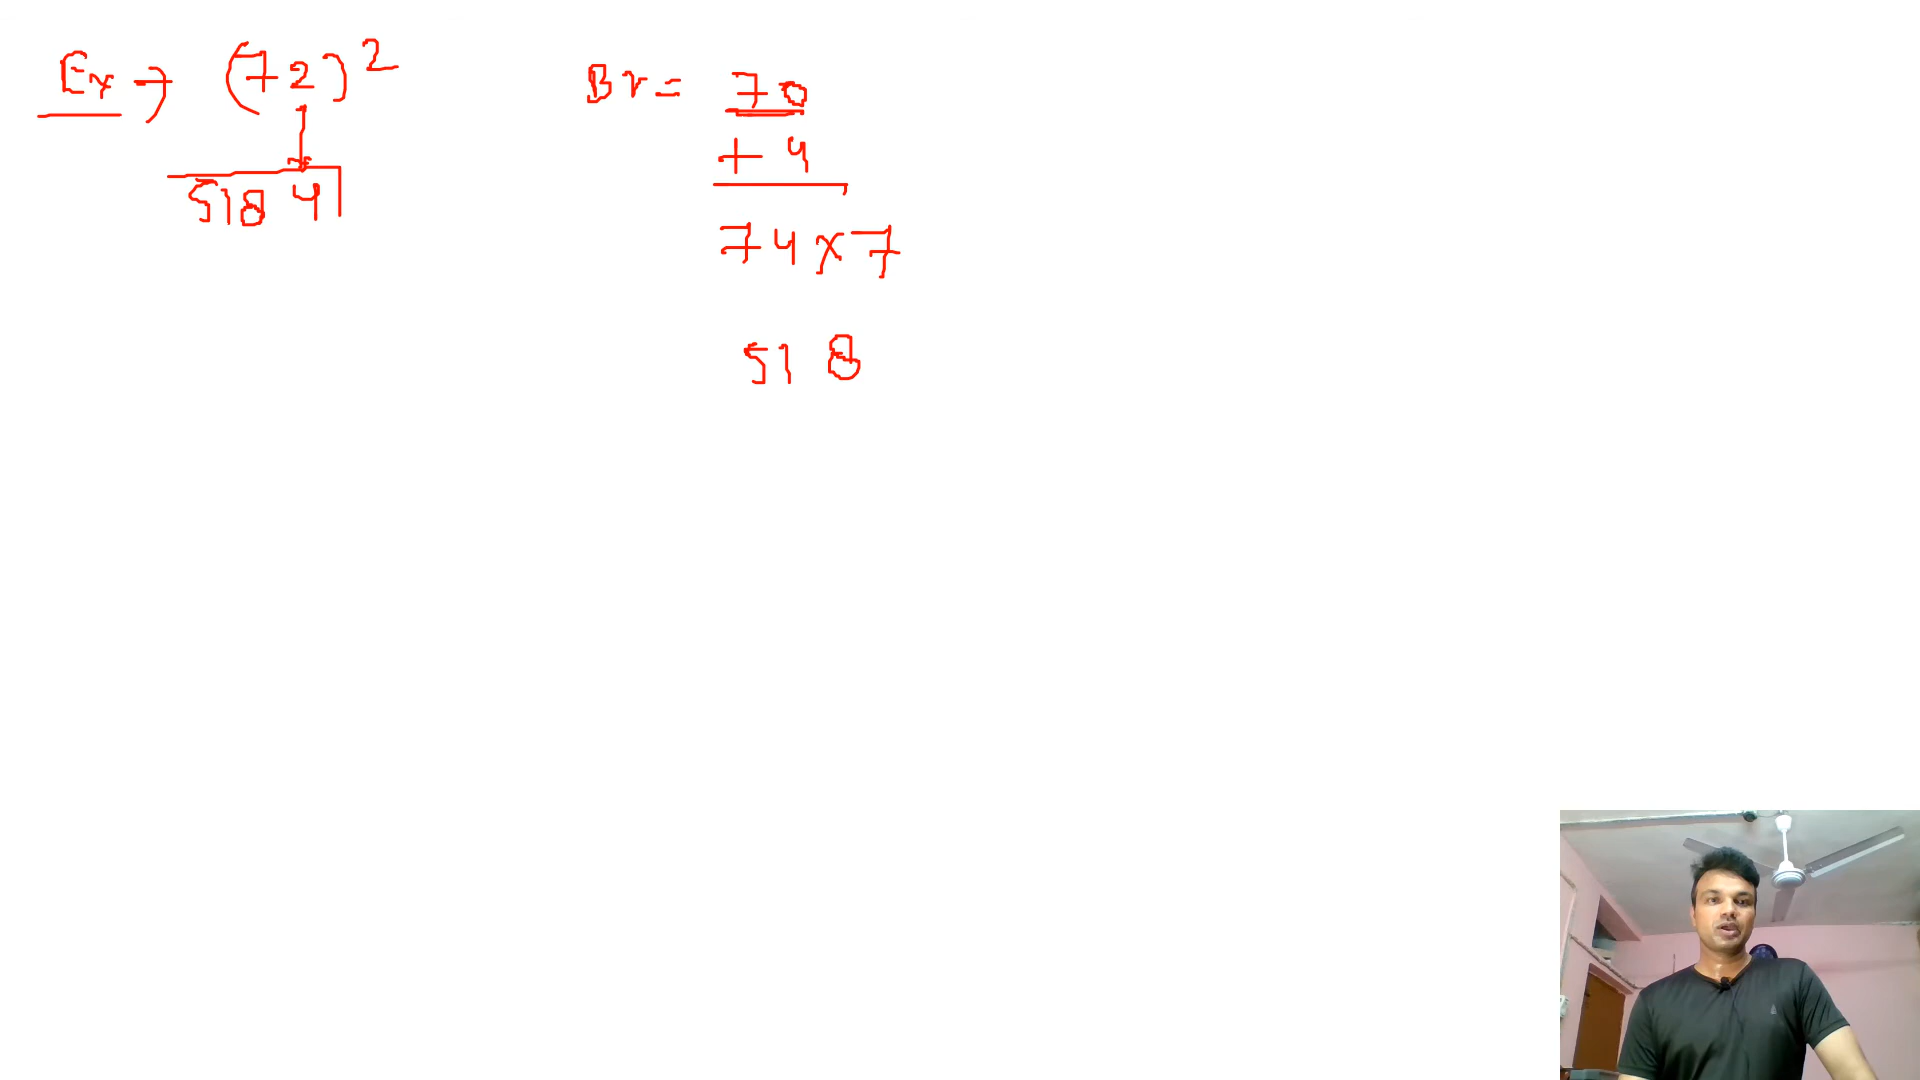 Ex → (72)²
5184
Br = 70
+ 4
74 x 7
518